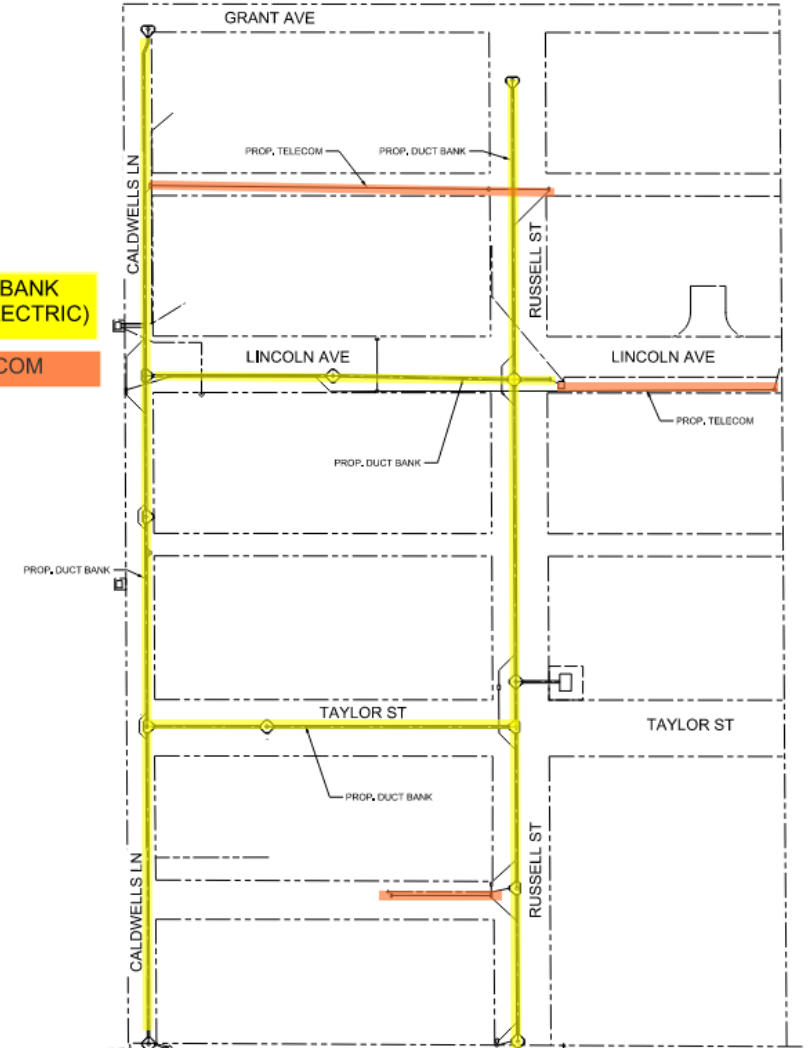 GRANT AVE
PROP. TELECOM
PROP. DUCT BANK
CALDWELLS LN
RUSSELL ST
BANK
ECTRIC)
COM
LINCOLN AVE
LINCOLN AVE
PROP. TELECOM
PROP. DUCT BANK
PROP. DUCT BANK
TAYLOR ST
TAYLOR ST
PROP. DUCT BANK
CALDWELLS LN
RUSSELL ST